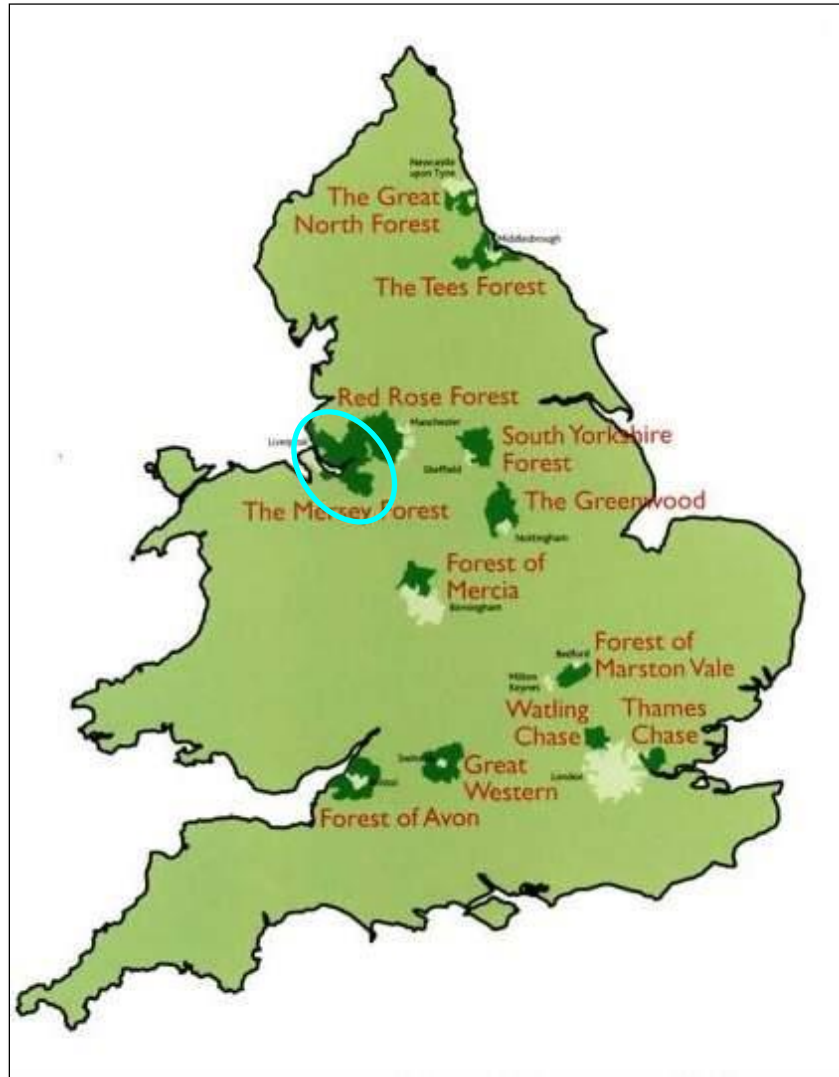 Newcastle
upon Tyne
The Great
North Forest
Middlesbrough
The Tees Forest
Red Rose Forest
Manchester
Liverpool
South Yorkshire
Forest
Sheffield
The Greenwood
The Mersey Forest
Nottingham
Forest of
Mercia
Birmingham
Forest of
Marston Vale
Bedford
Milton
Keynes
Watling
Chase
Thames
Chase
Swindon
Great
Western
London
Bristol
Forest of Avon